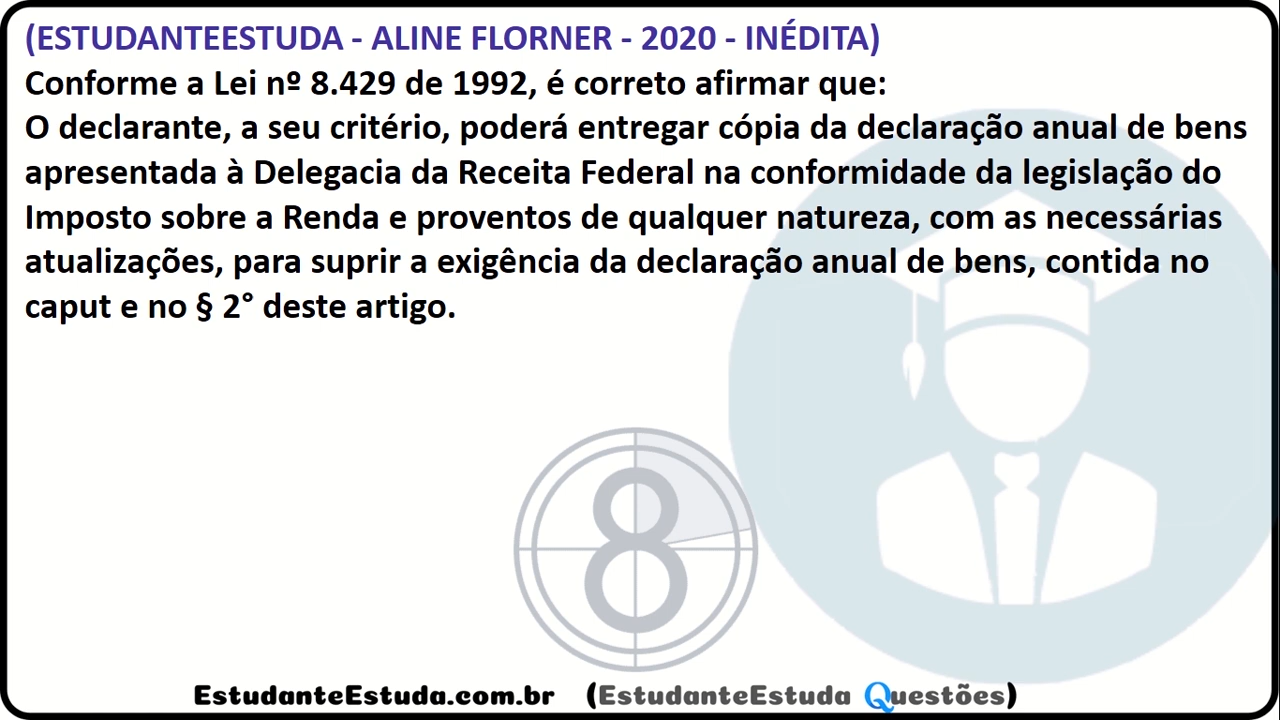 (ESTUDANTEESTUDA - ALINE FLORNER - 2020 - INÉDITA)
Conforme a Lei nº 8.429 de 1992, é correto afirmar que:
O declarante, a seu critério, poderá entregar cópia da declaração anual de bens
apresentada à Delegacia da Receita Federal na conformidade da legislação do
Imposto sobre a Renda e proventos de qualquer natureza, com as necessárias
atualizações, para suprir a exigência da declaração anual de bens, contida no
caput e no § 2° deste artigo.
8
EstudanteEstuda.com.br (EstudanteEstuda Questões)